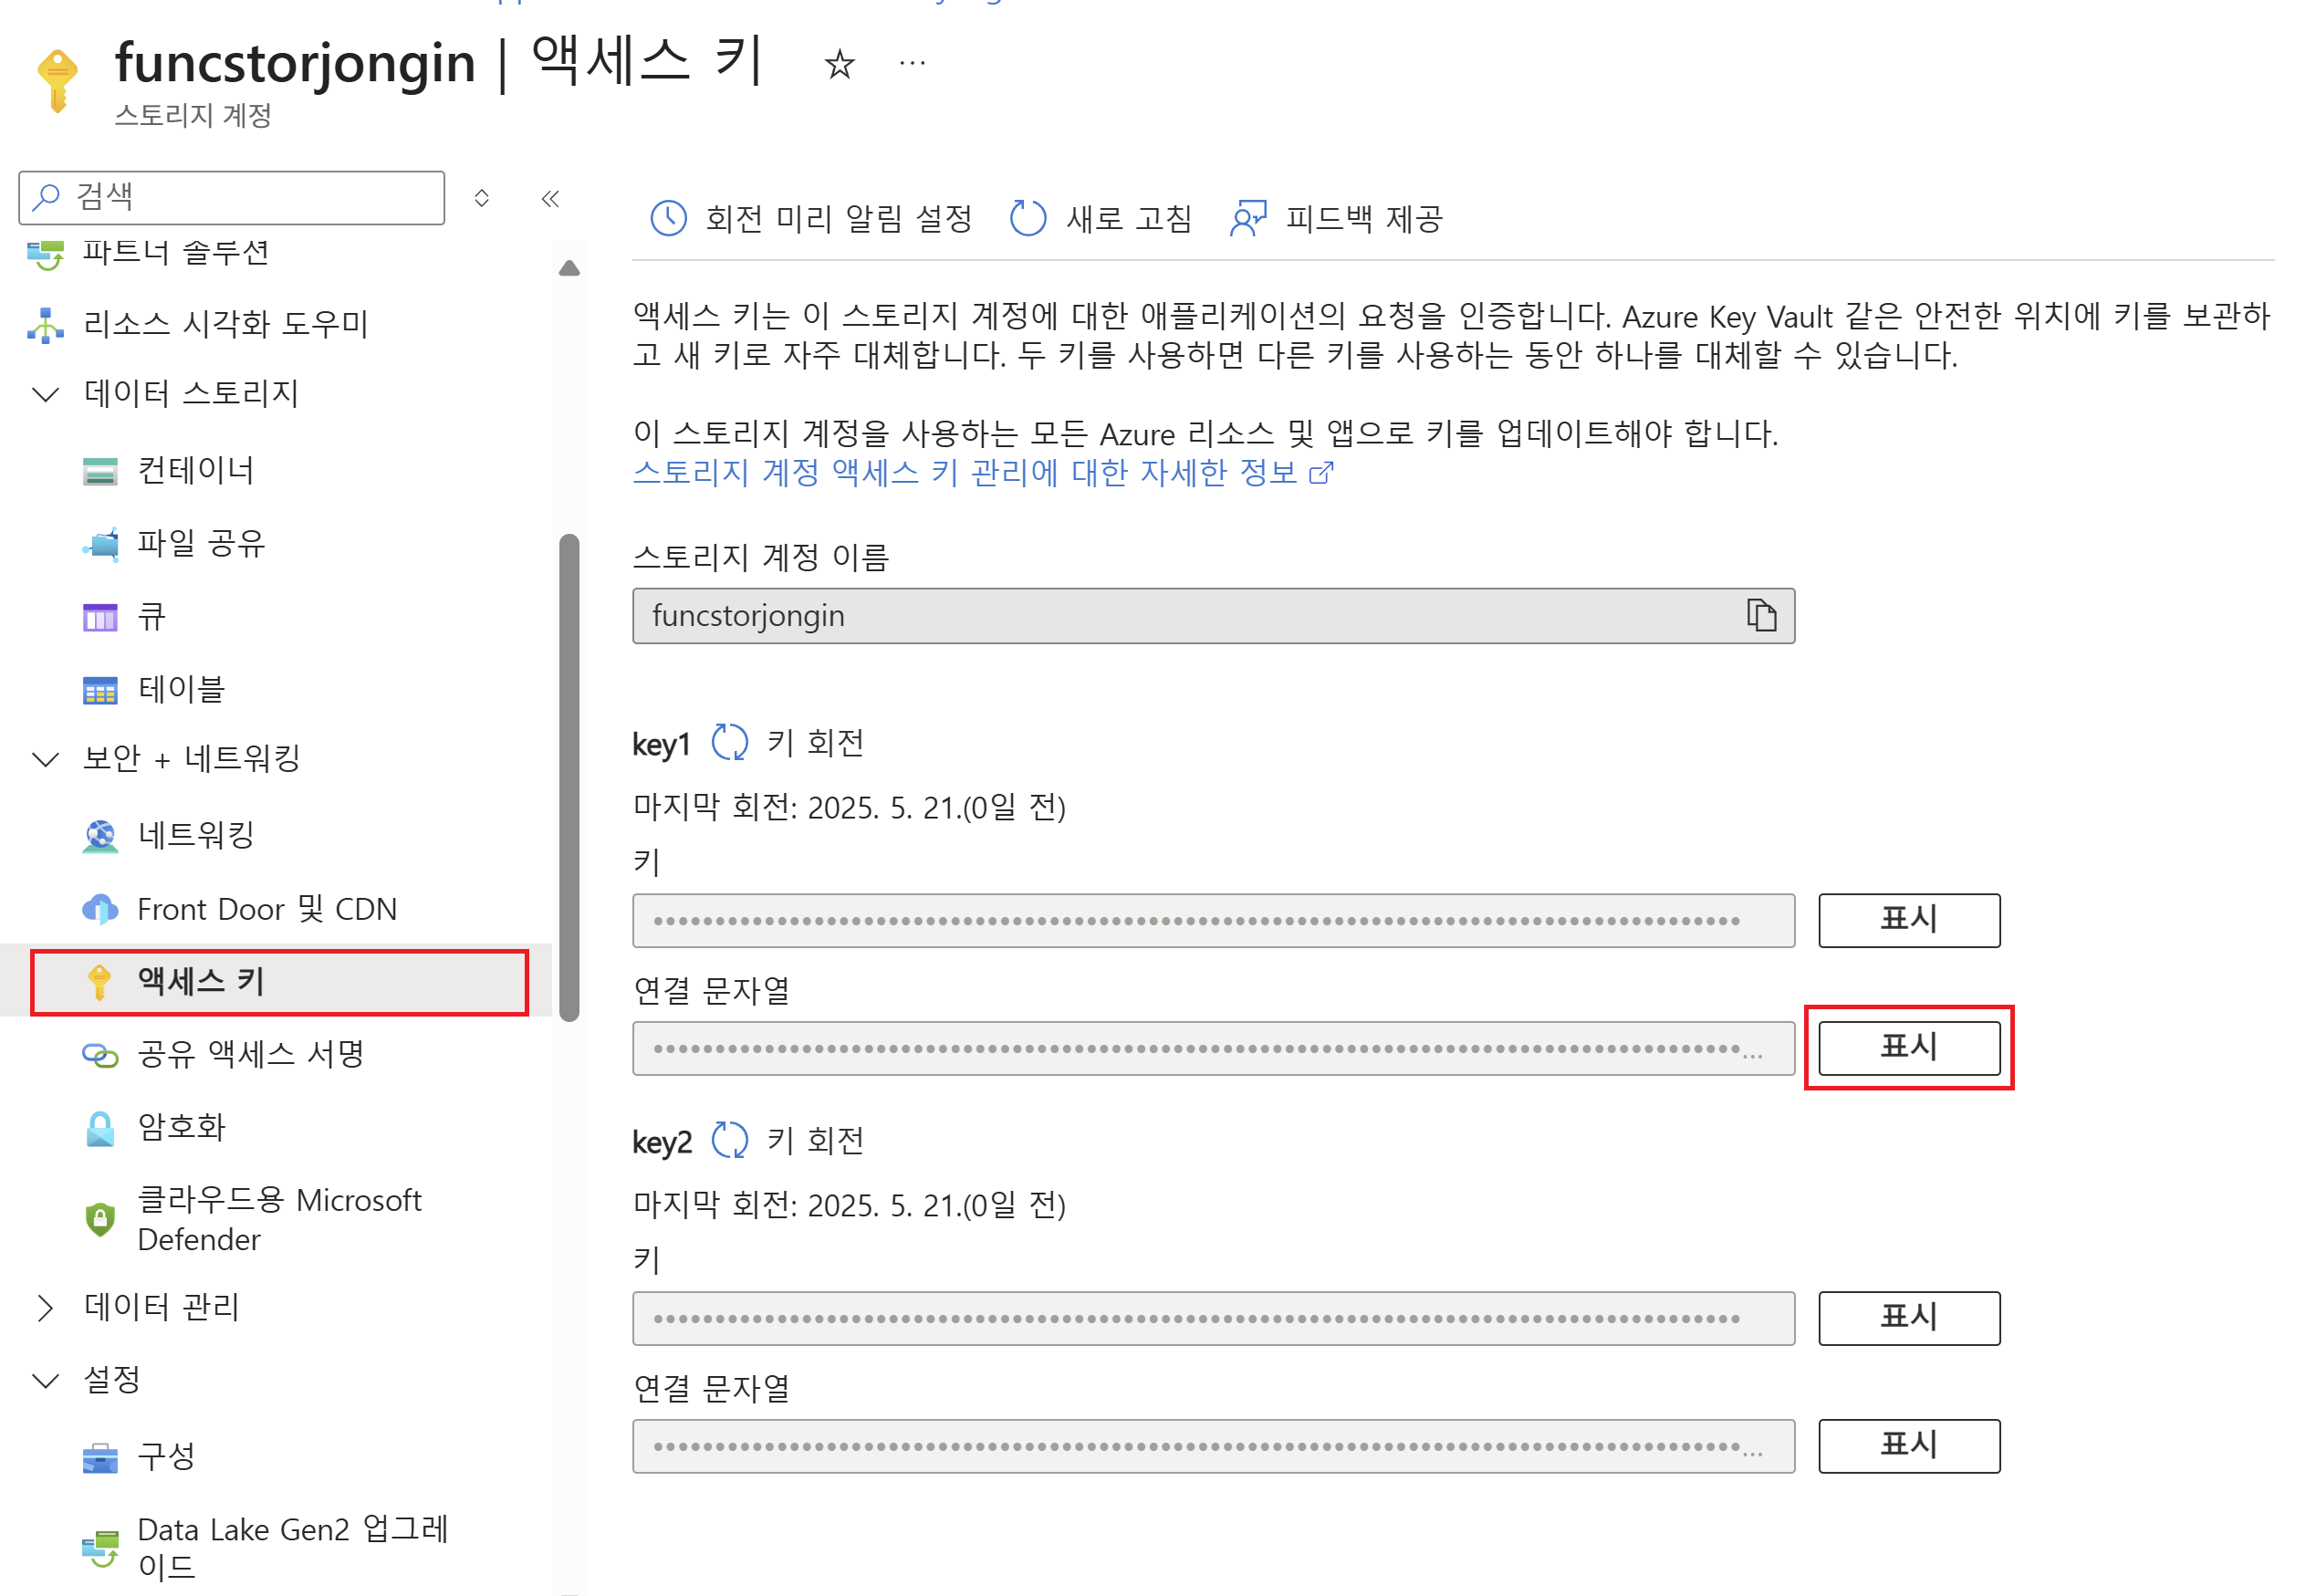 funcstorjongin | 액세스 키
스토리지 계정
검색
파트너 솔루션
리소스 시각화 도우미
데이터 스토리지
컨테이너
파일 공유
큐
테이블
보안 + 네트워킹
네트워킹
Front Door 및 CDN
액세스 키
공유 액세스 서명
암호화
클라우드용 Microsoft
Defender
데이터 관리
설정
구성
Data Lake Gen2 업그레
이드
회전 미리 알림 설정 새로 고침 피드백 제공
액세스 키는 이 스토리지 계정에 대한 애플리케이션의 요청을 인증합니다. Azure Key Vault 같은 안전한 위치에 키를 보관하
고 새 키로 자주 대체합니다. 두 키를 사용하면 다른 키를 사용하는 동안 하나를 대체할 수 있습니다.
이 스토리지 계정을 사용하는 모든 Azure 리소스 및 앱으로 키를 업데이트해야 합니다.
스토리지 계정 액세스 키 관리에 대한 자세한 정보
스토리지 계정 이름
funcstorjongin
key1 키 회전
마지막 회전: 2025. 5. 21.(0일 전)
키
표시
연결 문자열
표시
key2 키 회전
마지막 회전: 2025. 5. 21.(0일 전)
키
표시
연결 문자열
표시